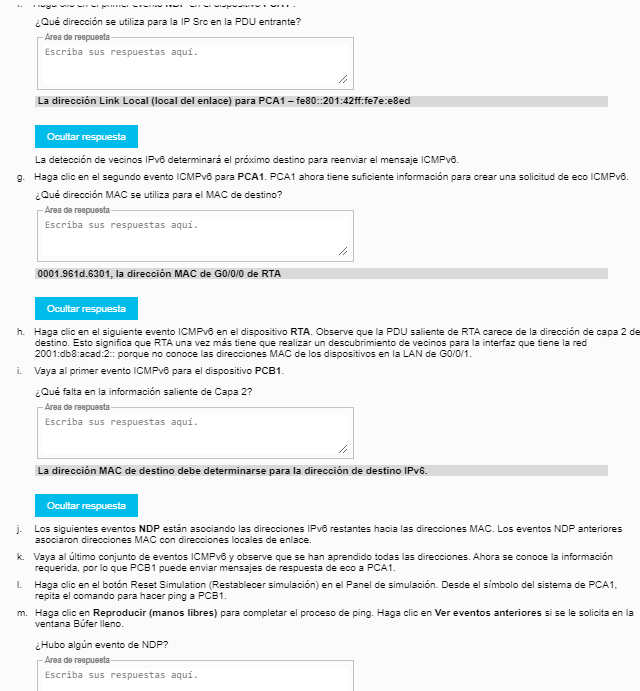 ¿Qué dirección se utiliza para la IP Src en la PDU entrante?
Área de respuesta
Escriba sus respuestas aquí.
La dirección Link Local (local del enlace) para PCA1 – fe80::201:42ff:fe7e:e8ed
Ocultar respuesta
La detección de vecinos IPv6 determinará el próximo destino para reenviar el mensaje ICMPv6.
g. Haga clic en el segundo evento ICMPv6 para PCA1. PCA1 ahora tiene suficiente información para crear una solicitud de eco ICMPv6.
¿Qué dirección MAC se utiliza para el MAC de destino?
Área de respuesta
Escriba sus respuestas aquí.
0001.961d.6301, la dirección MAC de G0/0/0 de RTA
Ocultar respuesta
h. Haga clic en el siguiente evento ICMPv6 en el dispositivo RTA. Observe que la PDU saliente de RTA carece de la dirección de capa 2 de
destino. Esto significa que RTA una vez más tiene que realizar un descubrimiento de vecinos para la interfaz que tiene la red
2001:db8:acad:2:: porque no conoce las direcciones MAC de los dispositivos en la LAN de G0/0/1.
i. Vaya al primer evento ICMPv6 para el dispositivo PCB1.
¿Qué falta en la información saliente de Capa 2?
Área de respuesta
Escriba sus respuestas aquí.
La dirección MAC de destino debe determinarse para la dirección de destino IPv6.
Ocultar respuesta
j. Los siguientes eventos NDP están asociando las direcciones IPv6 restantes hacia las direcciones MAC. Los eventos NDP anteriores
asociaron direcciones MAC con direcciones locales de enlace.
k. Vaya al último conjunto de eventos ICMPv6 y observe que se han aprendido todas las direcciones. Ahora se conoce la información
requerida, por lo que PCB1 puede enviar mensajes de respuesta de eco a PCA1.
l. Haga clic en el botón Reset Simulation (Restablecer simulación) en el Panel de simulación. Desde el símbolo del sistema de PCA1,
repita el comando para hacer ping a PCB1.
m. Haga clic en Reproducir (manos libres) para completar el proceso de ping. Haga clic en Ver eventos anteriores si se le solicita en la
ventana Búfer lleno.
¿Hubo algún evento de NDP?
Área de respuesta
Escriba sus respuestas aquí.